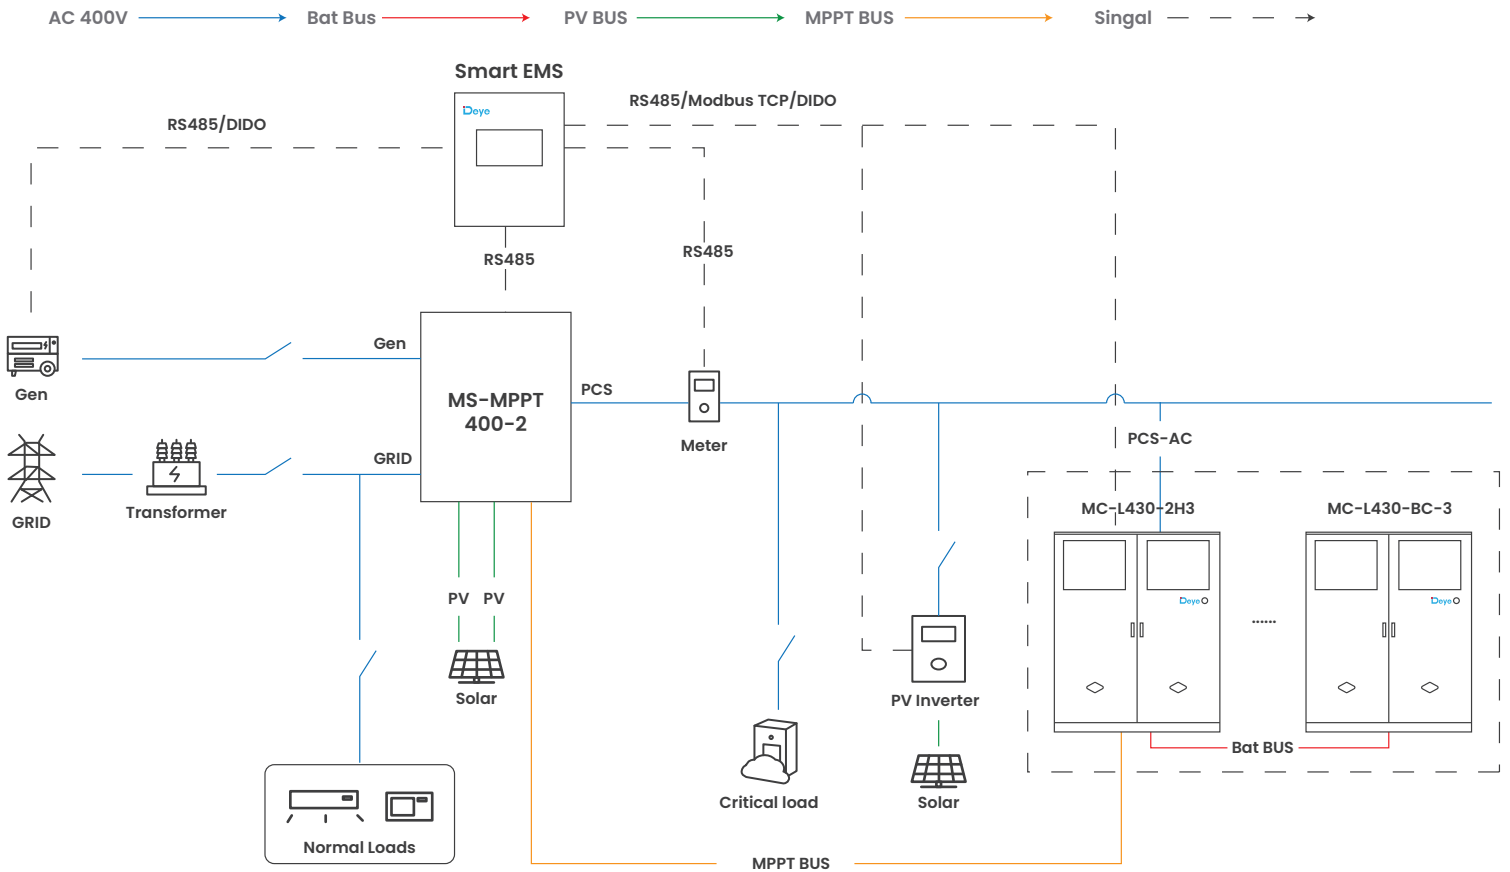 AC 400V
Bat Bus
PV BUS
MPPT BUS
Singal
Smart EMS
Deye
RS485/Modbus TCP/DIDO
RS485/DIDO
RS485
RS485
Gen
Gen
MS-MPPT
400-2
PCS
Meter
GRID
GRID
Transformer
PCS-AC
MC-L430-2H3
MC-L430-BC-3
Deye
Deye
......
PV
PV
Solar
PV Inverter
Solar
Critical load
Bat BUS
Normal Loads
MPPT BUS